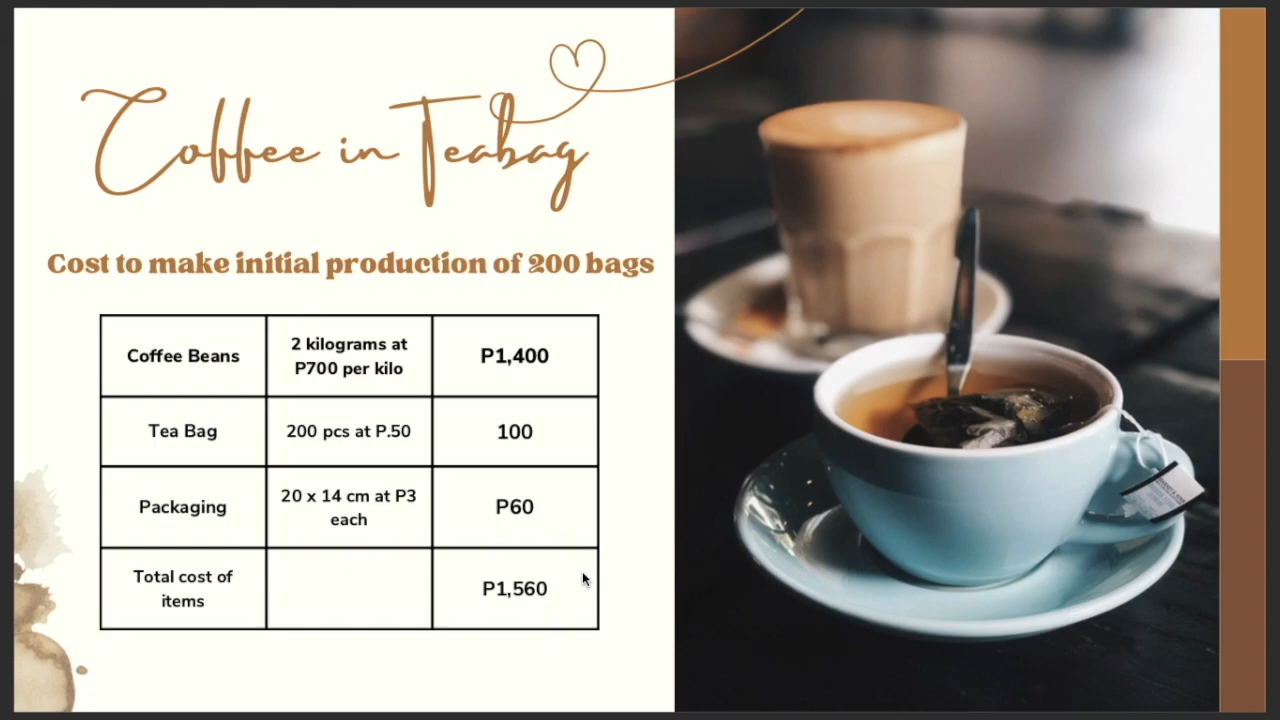 Coffee in Teabag
Cost to make initial production of 200 bags
Coffee Beans
2 kilograms at
P700 per kilo
P1,400
Tea Bag
200 pcs at P.50
100
Packaging
20 x 14 cm at P3
each
P60
Total cost of
items
P1,560